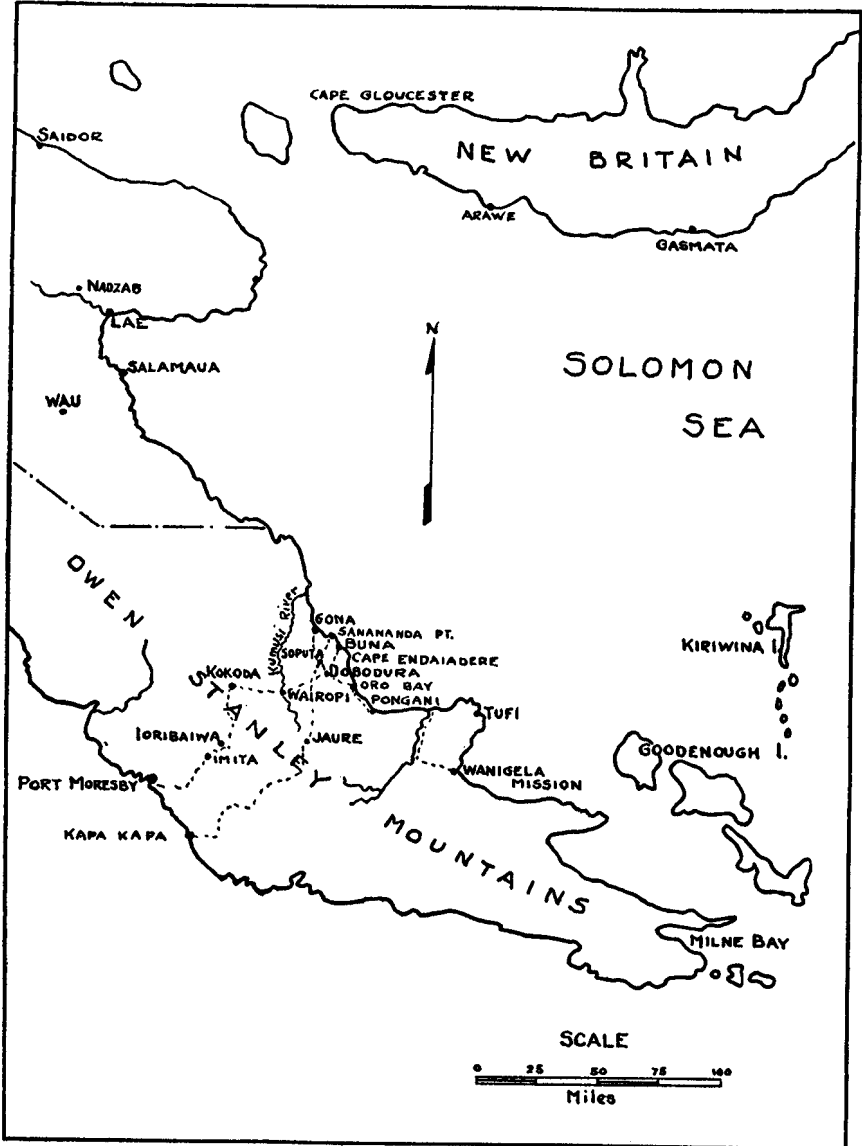 CAPE GLOUCESTER
SAIDOR
NEW BRITAIN
ARAWE
GASMATA
NADZAB
LAE
N
SALAMAUA
SOLOMON
SEA
WAU
OWEN
STANLEY
MOUNTAINS
Kumusi River
GONA
SANANANDA PT.
BUNA
SOPUTA
CAPE ENDAIADERE
DOBODURA
KOKODA
ORO BAY
WAIROPI
PONGANI
TUFI
KIRIWINA I.
IORIBAIWA
JAURE
GOODENOUGH I.
IMITA
PORT MORESBY
WANIGELA
MISSION
KAPA KAPA
MILNE BAY
SCALE
0 25 50 75 100
Miles